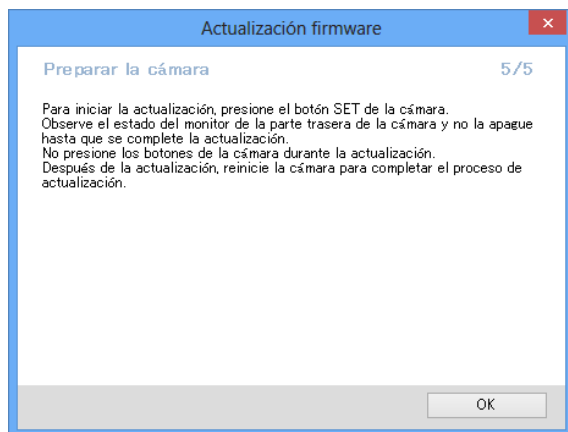 Actualización firmware
Preparar la cámara 5/5
Para iniciar la actualización, presione el botón SET de la cámara.
Observe el estado del monitor de la parte trasera de la cámara y no la apague
hasta que se complete la actualización.
No presione los botones de la cámara durante la actualización.
Después de la actualización, reinicie la cámara para completar el proceso de
actualización.
OK